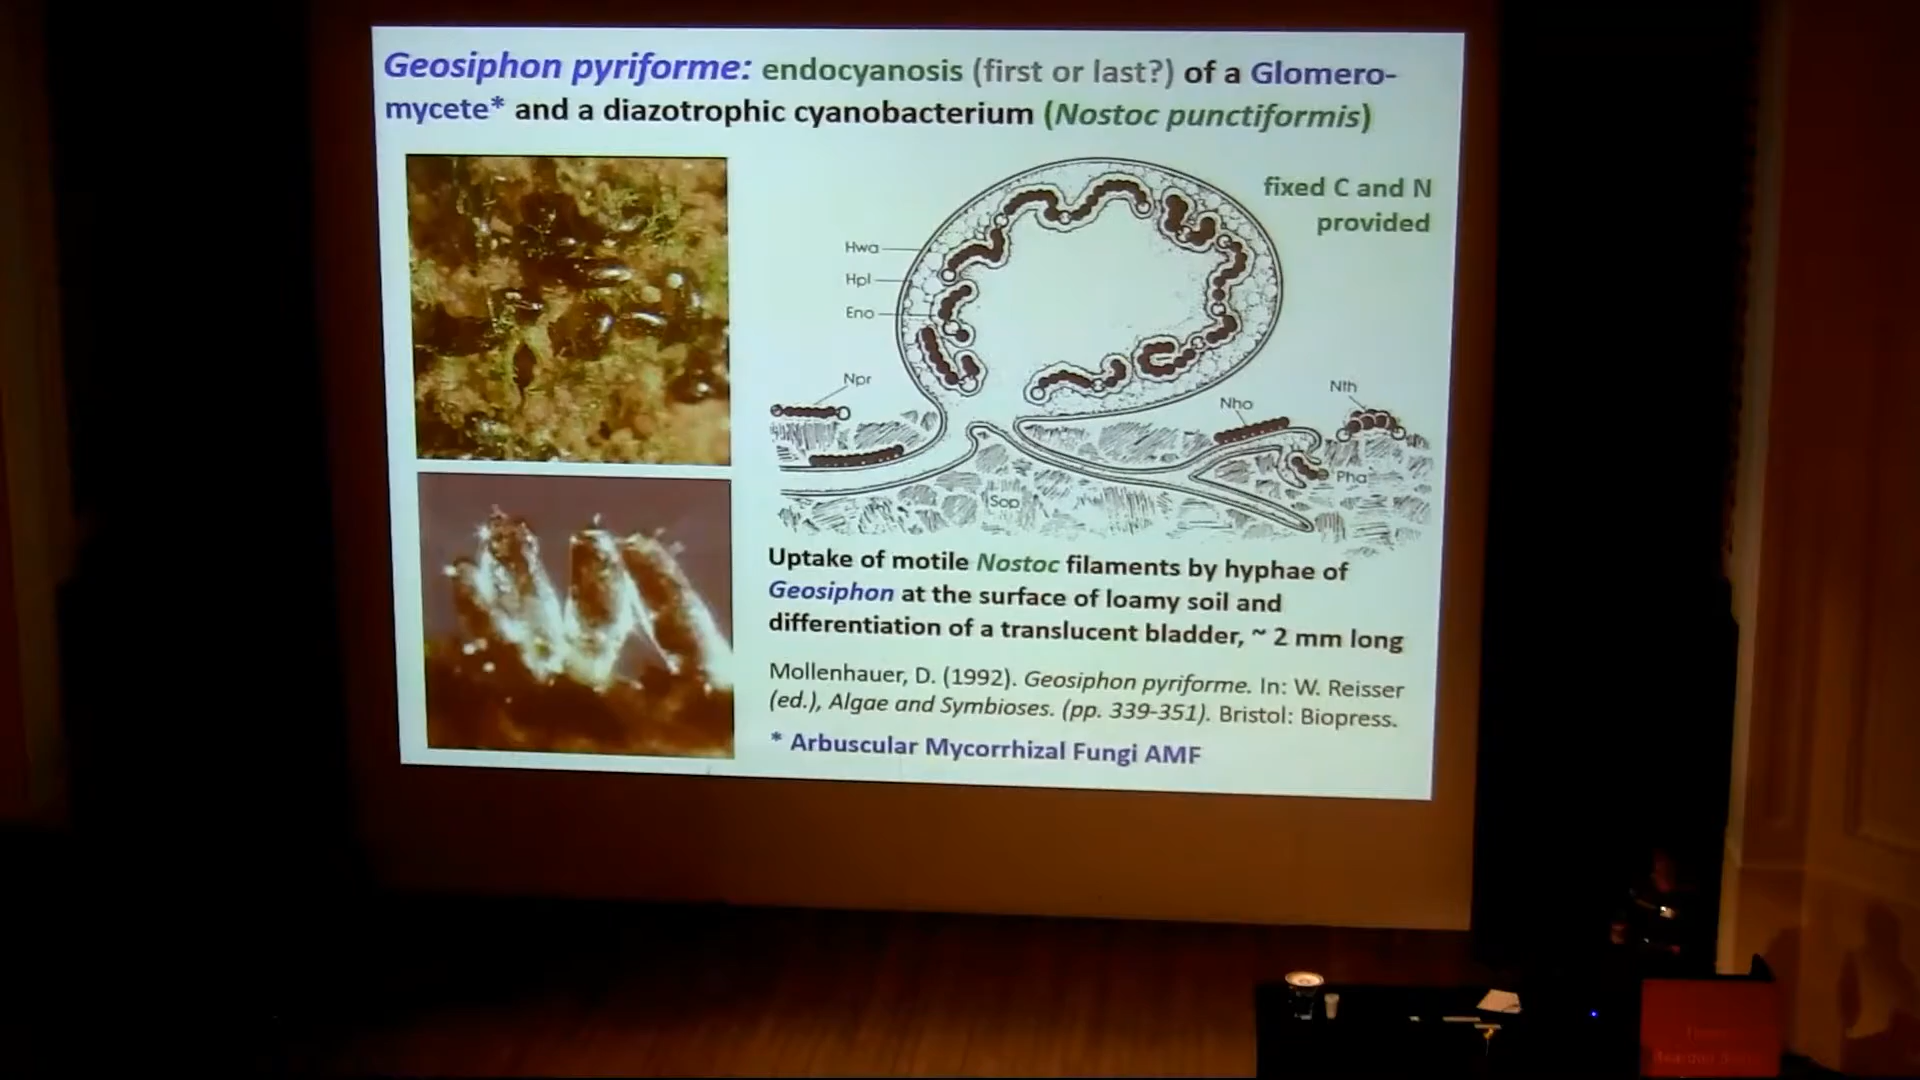 Geosiphon pyriforme: endocyanosis (first or last?) of a Glomero-
mycete* and a diazotrophic cyanobacterium (Nostoc punctiformis)
fixed C and N
provided
Hwa
Hpl
Eno
Npr
Nth
Nho
Pha
Sop
Uptake of motile Nostoc filaments by hyphae of
Geosiphon at the surface of loamy soil and
differentiation of a translucent bladder, ~ 2 mm long
Mollenhauer, D. (1992). Geosiphon pyriforme. In: W. Reisser
(ed.), Algae and Symbioses. (pp. 339-351). Bristol: Biopress.
* Arbuscular Mycorrhizal Fungi AMF